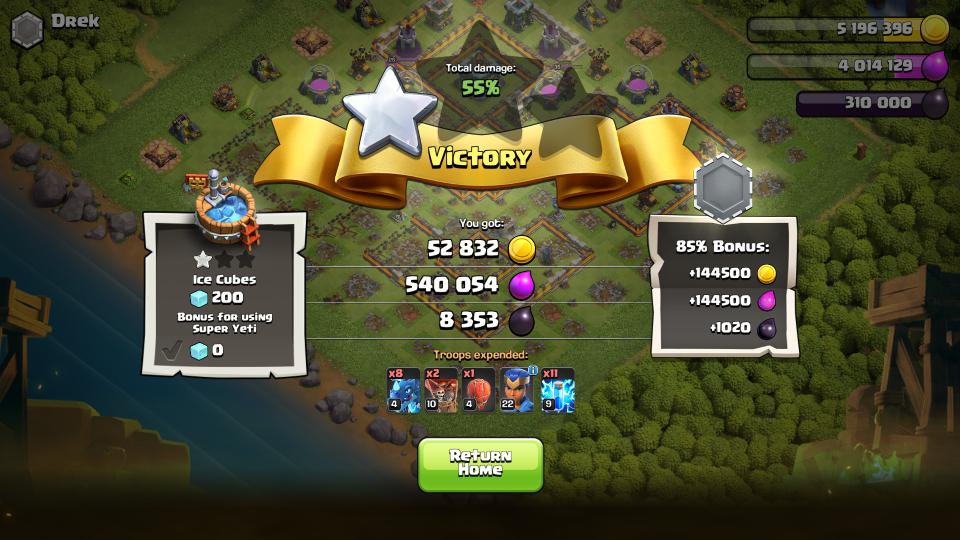 Drek
5 196 396
4 014 129
310 000
Total damage:
55%
Victory
You got:
52 832
540 054
8 353
Ice Cubes
200
Bonus for using
Super Yeti
0
85% Bonus:
+144500
+144500
+1020
Troops expended:
x8
x2
x1
i
x11
4
10
4
22
9
Return
Home